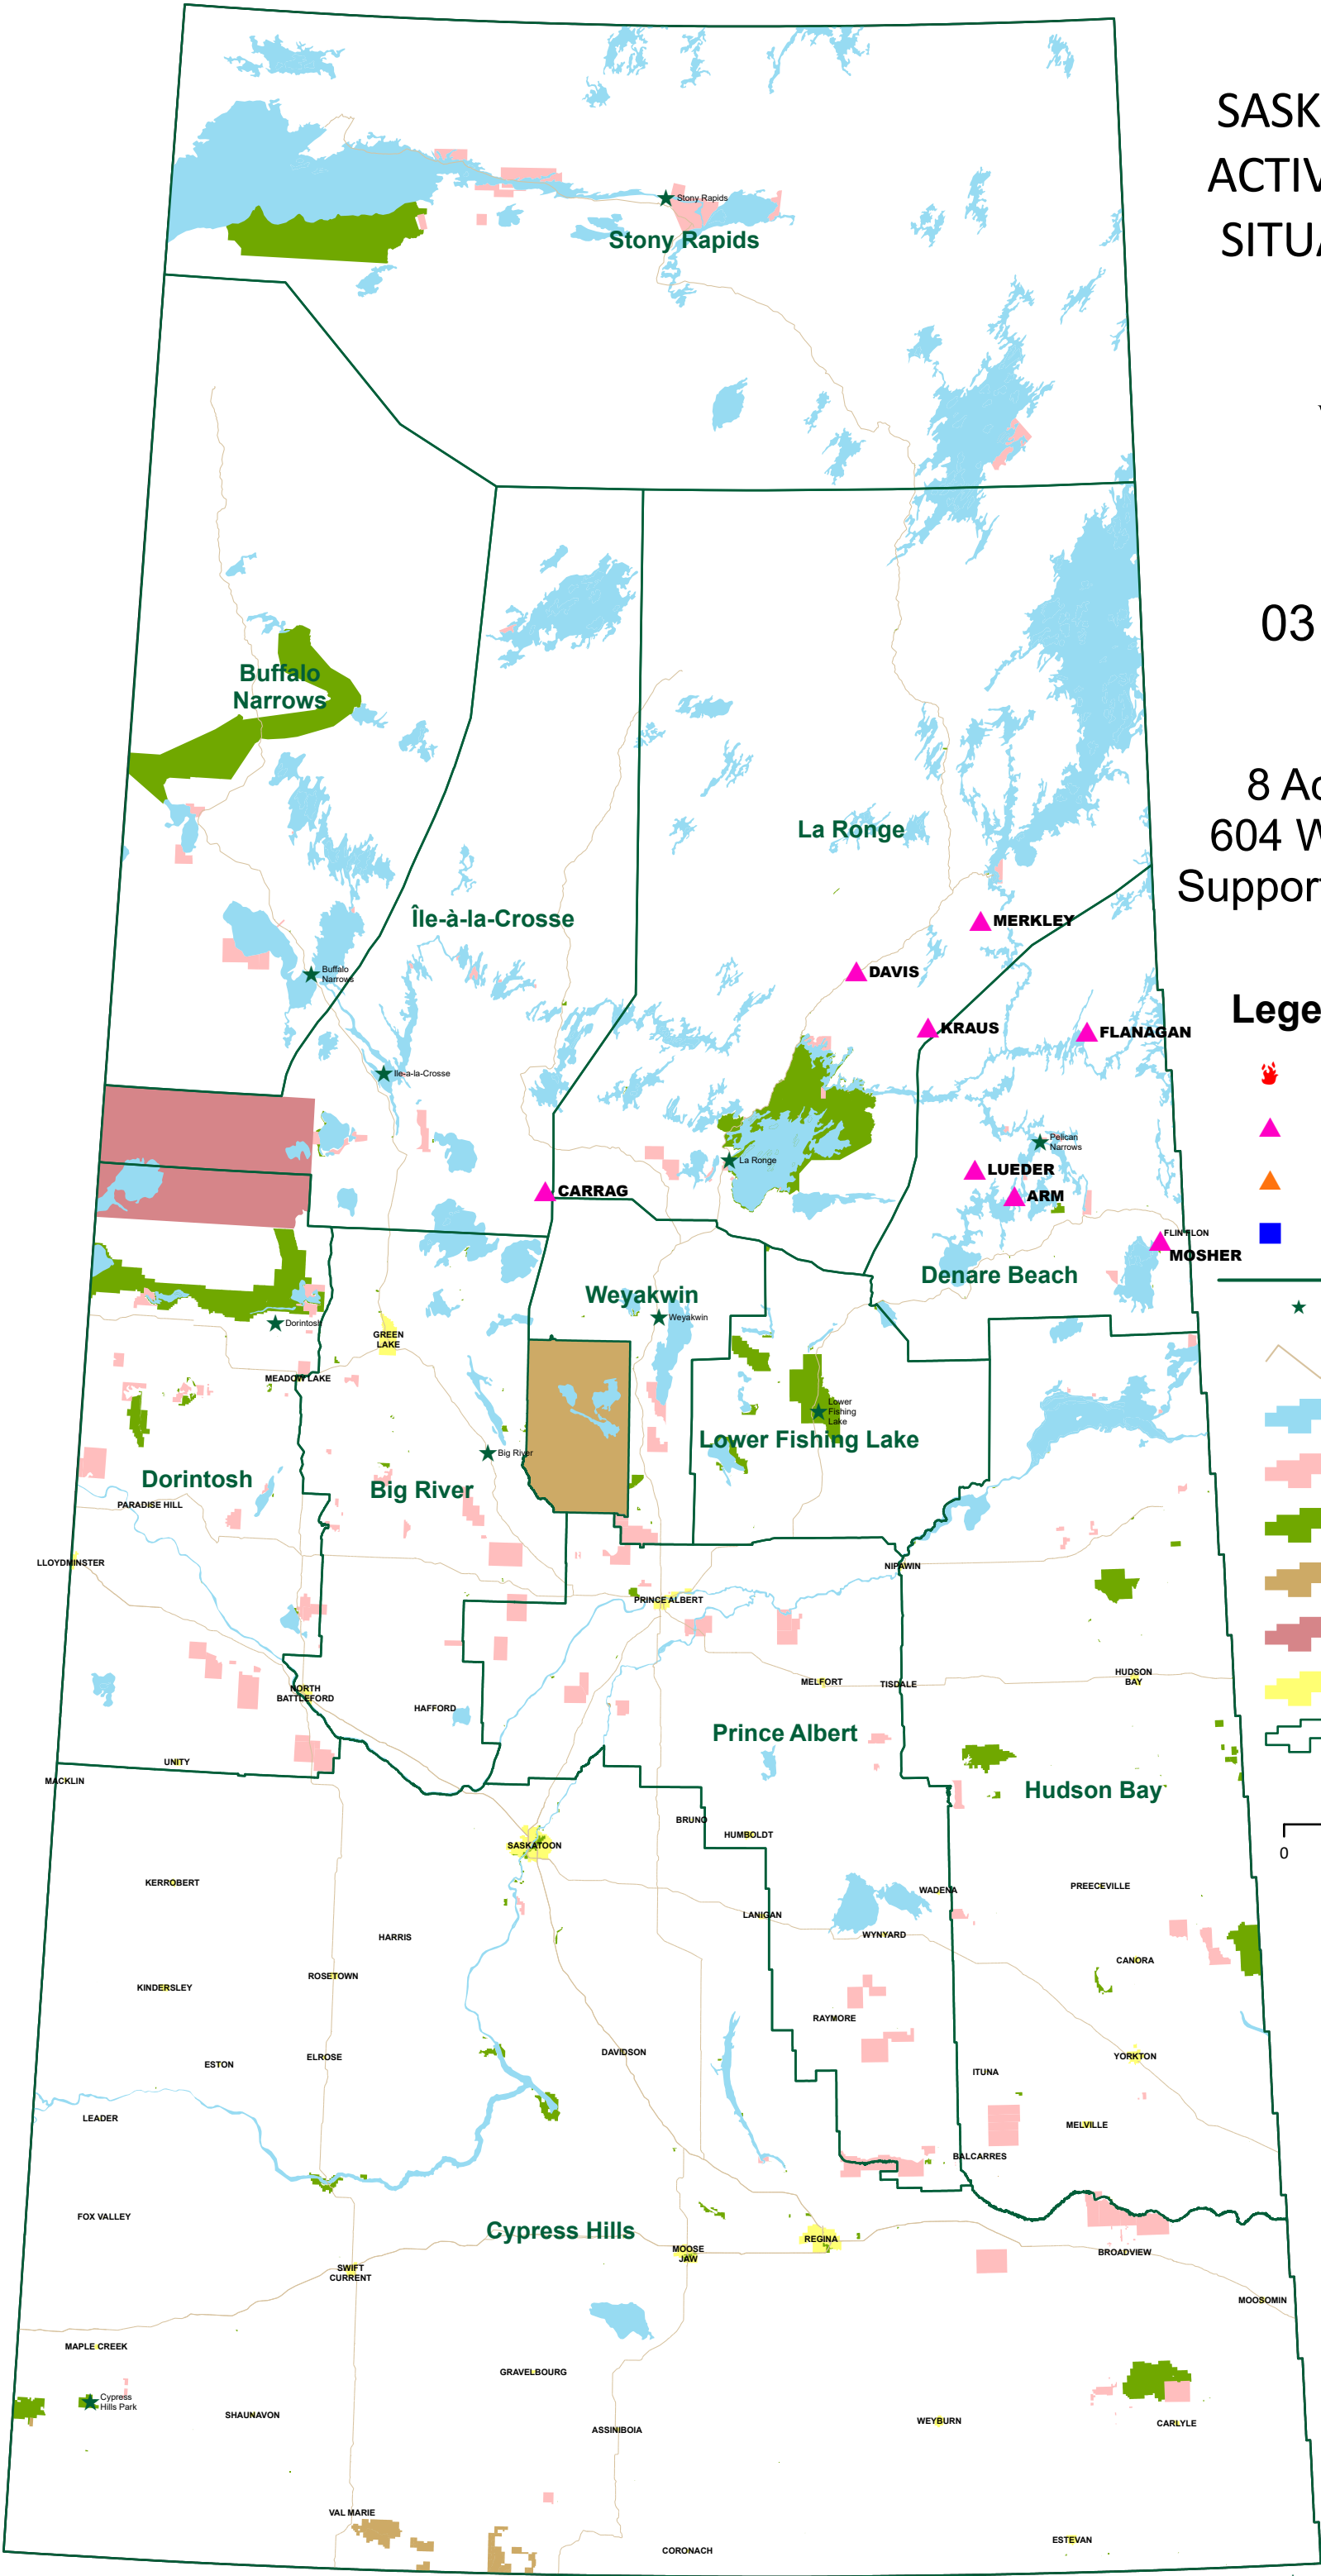 SASK
ACTIV
SITUA
03
8 Ac
604 W
Support
Lege
0
Stony Rapids
Stony Rapids
Buffalo
Narrows
La Ronge
Île-à-la-Crosse
MERKLEY
DAVIS
Buffalo
Narrows
KRAUS
FLANAGAN
Ile-a-la-Crosse
Pelican
Narrows
La Ronge
LUEDER
CARRAG
ARM
FLIN FLON
MOSHER
Denare Beach
Weyakwin
Weyakwin
Dorintosh
GREEN
LAKE
MEADOW LAKE
Lower
Fishing
Lake
Lower Fishing Lake
Big River
Dorintosh
Big River
PARADISE HILL
LLOYDMINSTER
NIPAWIN
PRINCE ALBERT
HUDSON
BAY
MELFORT
TISDALE
NORTH
BATTLEFORD
HAFFORD
Prince Albert
UNITY
MACKLIN
Hudson Bay
BRUNO
HUMBOLDT
SASKATOON
KERROBERT
PREECEVILLE
WADENA
LANIGAN
WYNYARD
HARRIS
CANORA
ROSETOWN
KINDERSLEY
RAYMORE
DAVIDSON
YORKTON
ELROSE
ESTON
ITUNA
LEADER
MELVILLE
BALCARRES
FOX VALLEY
Cypress Hills
REGINA
MOOSE
JAW
BROADVIEW
SWIFT
CURRENT
MOOSOMIN
MAPLE CREEK
GRAVELBOURG
Cypress
Hills Park
SHAUNAVON
WEYBURN
CARLYLE
ASSINIBOIA
VAL MARIE
ESTEVAN
CORONACH